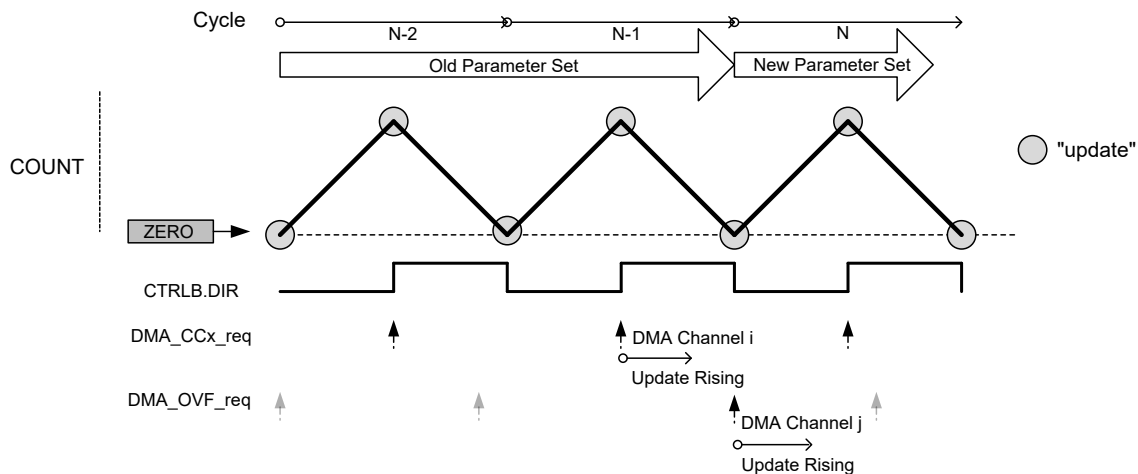 Cycle
N-2
N-1
N
Old Parameter Set
New Parameter Set
COUNT
"update"
ZERO
CTRLB.DIR
DMA_CCx_req
DMA Channel i
Update Rising
DMA_OVF_req
DMA Channel j
Update Rising